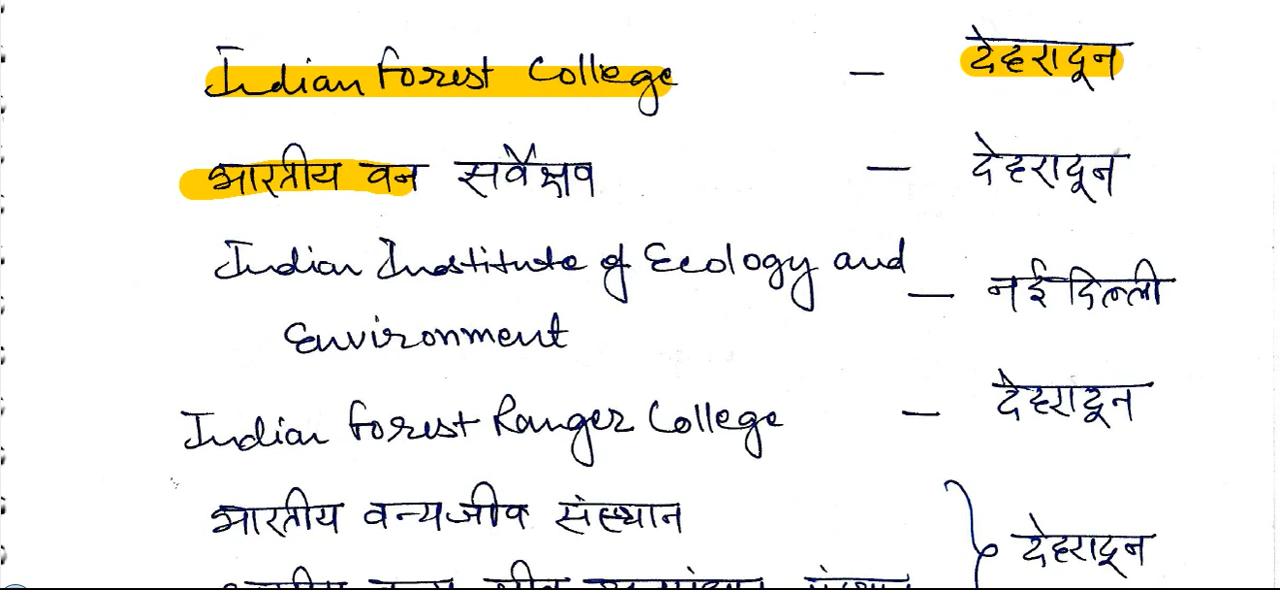 Indian Forest College – देहरादून
भारतीय वन सर्वेक्षव – देहरादून
Indian Institute of Ecology and
Environment – नई दिल्ली
Indian Forest Ranger College – देहरादून
भारतीय वन्यजीव संस्थान
देहरादून